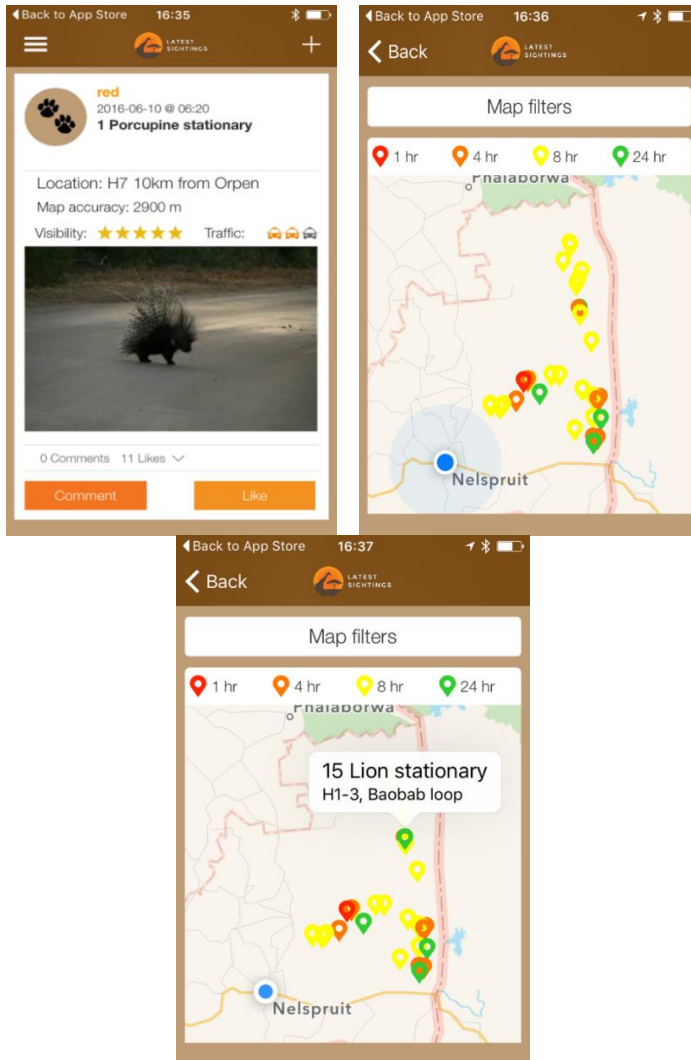 Back to App Store 16:35
LATEST
SIGHTINGS
red
2016-06-10 @ 06:20
1 Porcupine stationary
Location: H7 10km from Orpen
Map accuracy: 2900 m
Visibility: Traffic:
0 Comments 11 Likes
Comment Like
Back to App Store 16:36
Back
LATEST
SIGHTINGS
Map filters
1 hr 4 hr 8 hr 24 hr
Phalaborwa
Nelspruit
Back to App Store 16:37
Back
LATEST
SIGHTINGS
Map filters
1 hr 4 hr 8 hr 24 hr
Phalaborwa
15 Lion stationary
H1-3, Baobab loop
Nelspruit